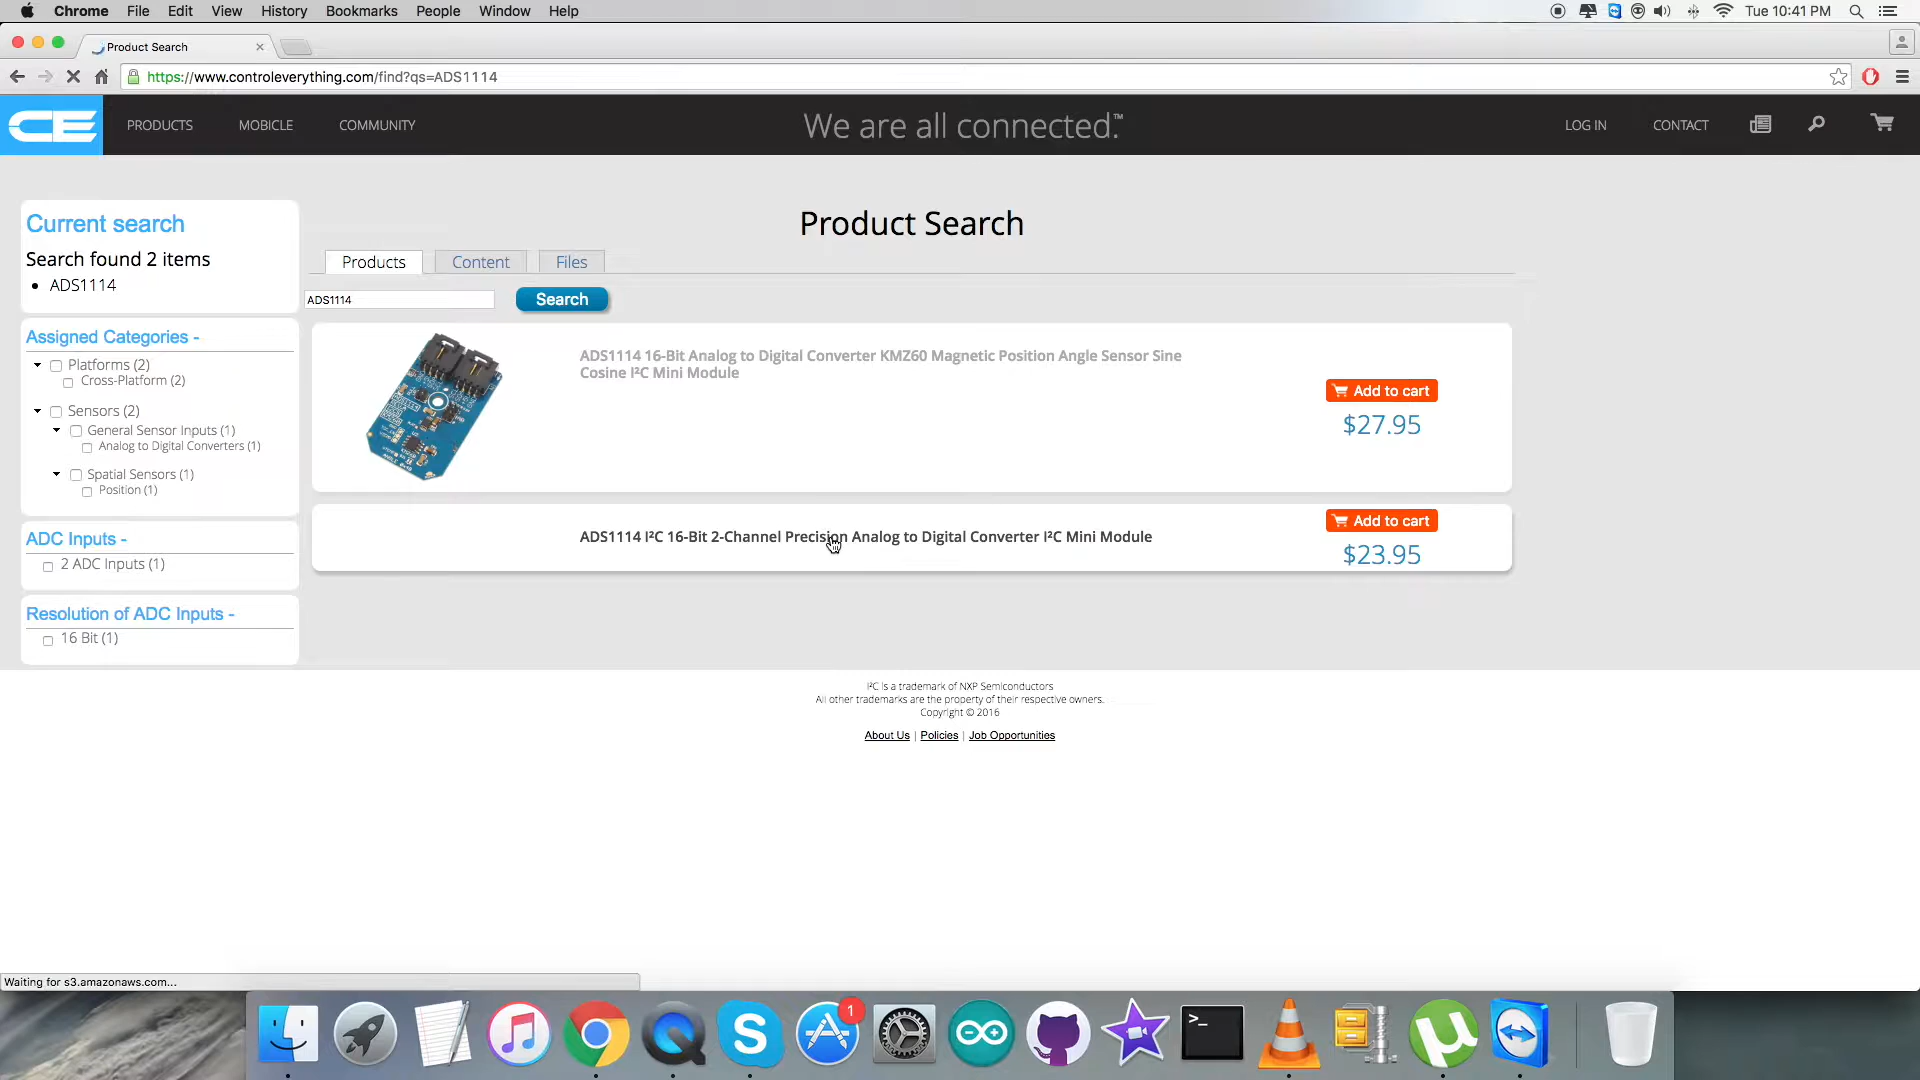 Chrome File Edit View History Bookmarks People Window Help Tue 10:41 PM
Product Search
https://www.controleverything.com/find?qs=ADS1114
CE PRODUCTS MOBICLE COMMUNITY We are all connected.™ LOG IN CONTACT
Product Search
Current search
Search found 2 items
ADS1114
Products Content Files
ADS1114 Search
Assigned Categories -
Platforms (2)
Cross-Platform (2)
Sensors (2)
General Sensor Inputs (1)
Analog to Digital Converters (1)
Spatial Sensors (1)
Position (1)
ADC Inputs -
2 ADC Inputs (1)
Resolution of ADC Inputs -
16 Bit (1)
ADS1114 16-Bit Analog to Digital Converter KMZ60 Magnetic Position Angle Sensor Sine
Cosine I²C Mini Module
Add to cart
$27.95
ADS1114 I²C 16-Bit 2-Channel Precision Analog to Digital Converter I²C Mini Module
Add to cart
$23.95
I²C is a trademark of NXP Semiconductors
All other trademarks are the property of their respective owners.
Copyright © 2016
About Us | Policies | Job Opportunities
Waiting for s3.amazonaws.com...
1